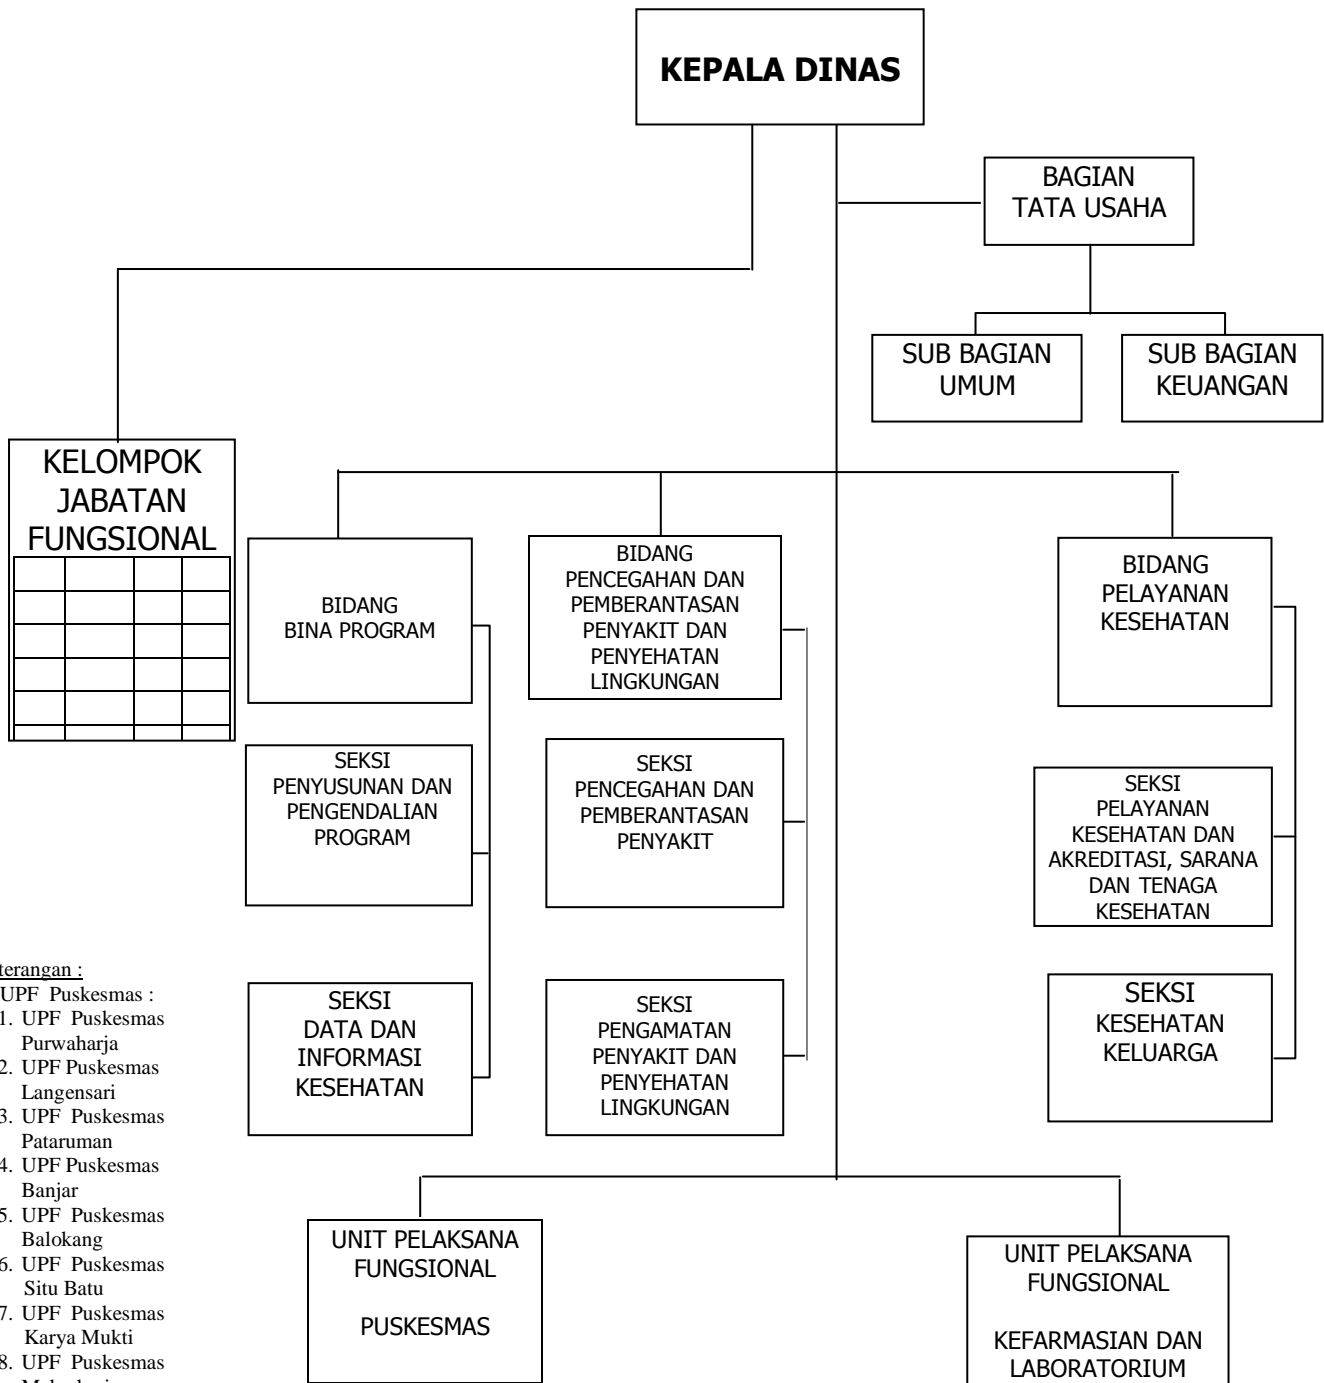 KEPALA DINAS
BAGIAN
TATA USAHA
SUB BAGIAN
UMUM
SUB BAGIAN
KEUANGAN
KELOMPOK
JABATAN
FUNGSIONAL
BIDANG
BINA PROGRAM
BIDANG
PENCEGAHAN DAN
PEMBERANTASAN
PENYAKIT DAN
PENYEHATAN
LINGKUNGAN
BIDANG
PELAYANAN
KESEHATAN
SEKSI
PENYUSUNAN DAN
PENGENDALIAN
PROGRAM
SEKSI
PENCEGAHAN DAN
PEMBERANTASAN
PENYAKIT
SEKSI
PELAYANAN
KESEHATAN DAN
AKREDITASI, SARANA
DAN TENAGA
KESEHATAN
SEKSI
DATA DAN
INFORMASI
KESEHATAN
SEKSI
PENGAMATAN
PENYAKIT DAN
PENYEHATAN
LINGKUNGAN
SEKSI
KESEHATAN
KELUARGA
terangan :
UPF Puskesmas :
1. UPF Puskesmas
Purwaharja
2. UPF Puskesmas
Langensari
3. UPF Puskesmas
Pataruman
4. UPF Puskesmas
Banjar
5. UPF Puskesmas
Balokang
6. UPF Puskesmas
Situ Batu
7. UPF Puskesmas
Karya Mukti
8. UPF Puskesmas
UNIT PELAKSANA
FUNGSIONAL
PUSKESMAS
UNIT PELAKSANA
FUNGSIONAL
KEFARMASIAN DAN
LABORATORIUM